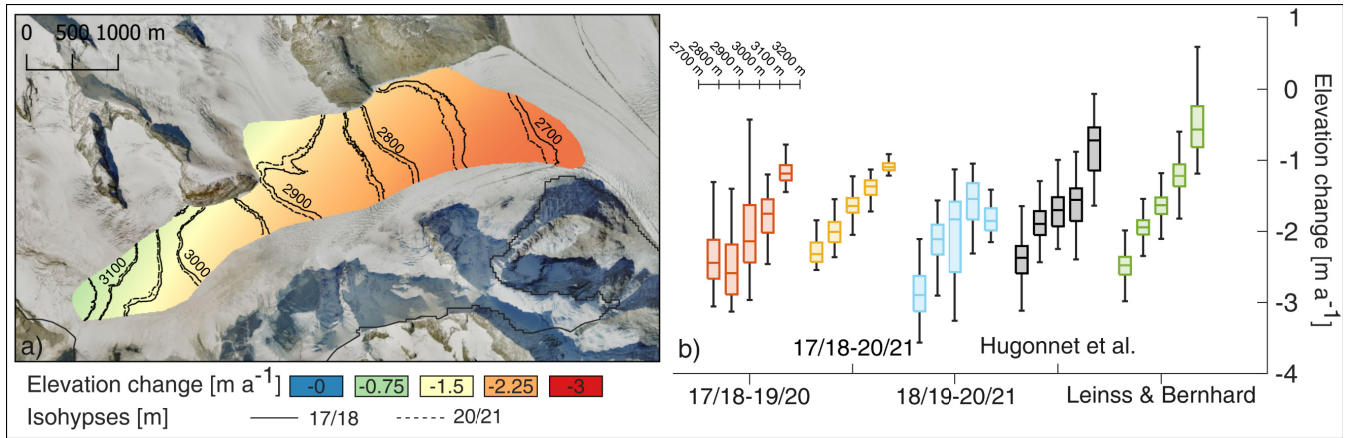 0 500 1000 m
3100
3000
2900
2800
2700
a)
Elevation change [m a⁻¹]
-0
-0.75
-1.5
-2.25
-3
Isohypses [m]
17/18
20/21
2700 m
2800 m
2900 m
3000 m
3100 m
3200 m
1
0
-1
-2
-3
-4
Elevation change [m a⁻¹]
b)
17/18-20/21
Hugonnet et al.
17/18-19/20
18/19-20/21
Leinss & Bernhard